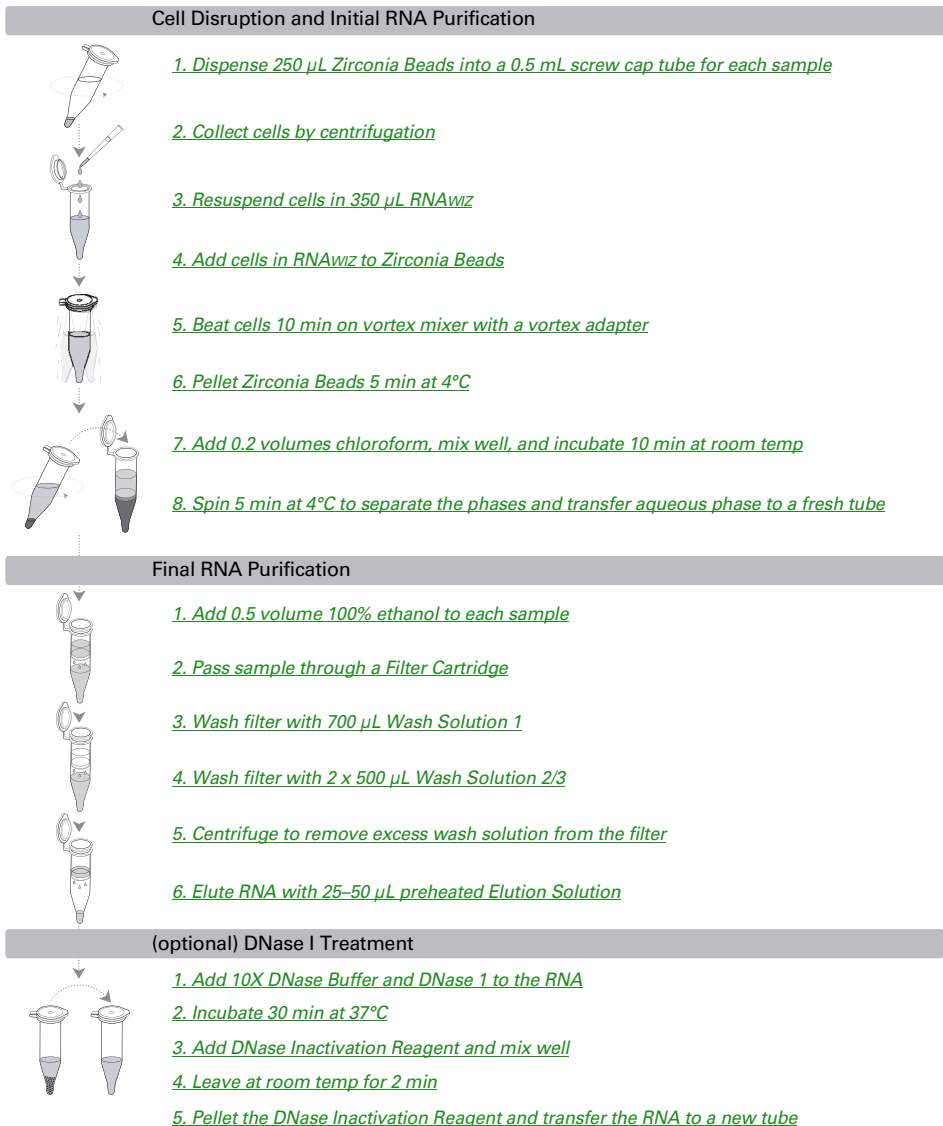 Cell Disruption and Initial RNA Purification
1. Dispense 250 µL Zirconia Beads into a 0.5 mL screw cap tube for each sample
2. Collect cells by centrifugation
3. Resuspend cells in 350 µL RNAWIZ
4. Add cells in RNAWIZ to Zirconia Beads
5. Beat cells 10 min on vortex mixer with a vortex adapter
6. Pellet Zirconia Beads 5 min at 4°C
7. Add 0.2 volumes chloroform, mix well, and incubate 10 min at room temp
8. Spin 5 min at 4°C to separate the phases and transfer aqueous phase to a fresh tube
Final RNA Purification
1. Add 0.5 volume 100% ethanol to each sample
2. Pass sample through a Filter Cartridge
3. Wash filter with 700 µL Wash Solution 1
4. Wash filter with 2 x 500 µL Wash Solution 2/3
5. Centrifuge to remove excess wash solution from the filter
6. Elute RNA with 25–50 µL preheated Elution Solution
(optional) DNase I Treatment
1. Add 10X DNase Buffer and DNase 1 to the RNA
2. Incubate 30 min at 37°C
3. Add DNase Inactivation Reagent and mix well
4. Leave at room temp for 2 min
5. Pellet the DNase Inactivation Reagent and transfer the RNA to a new tube